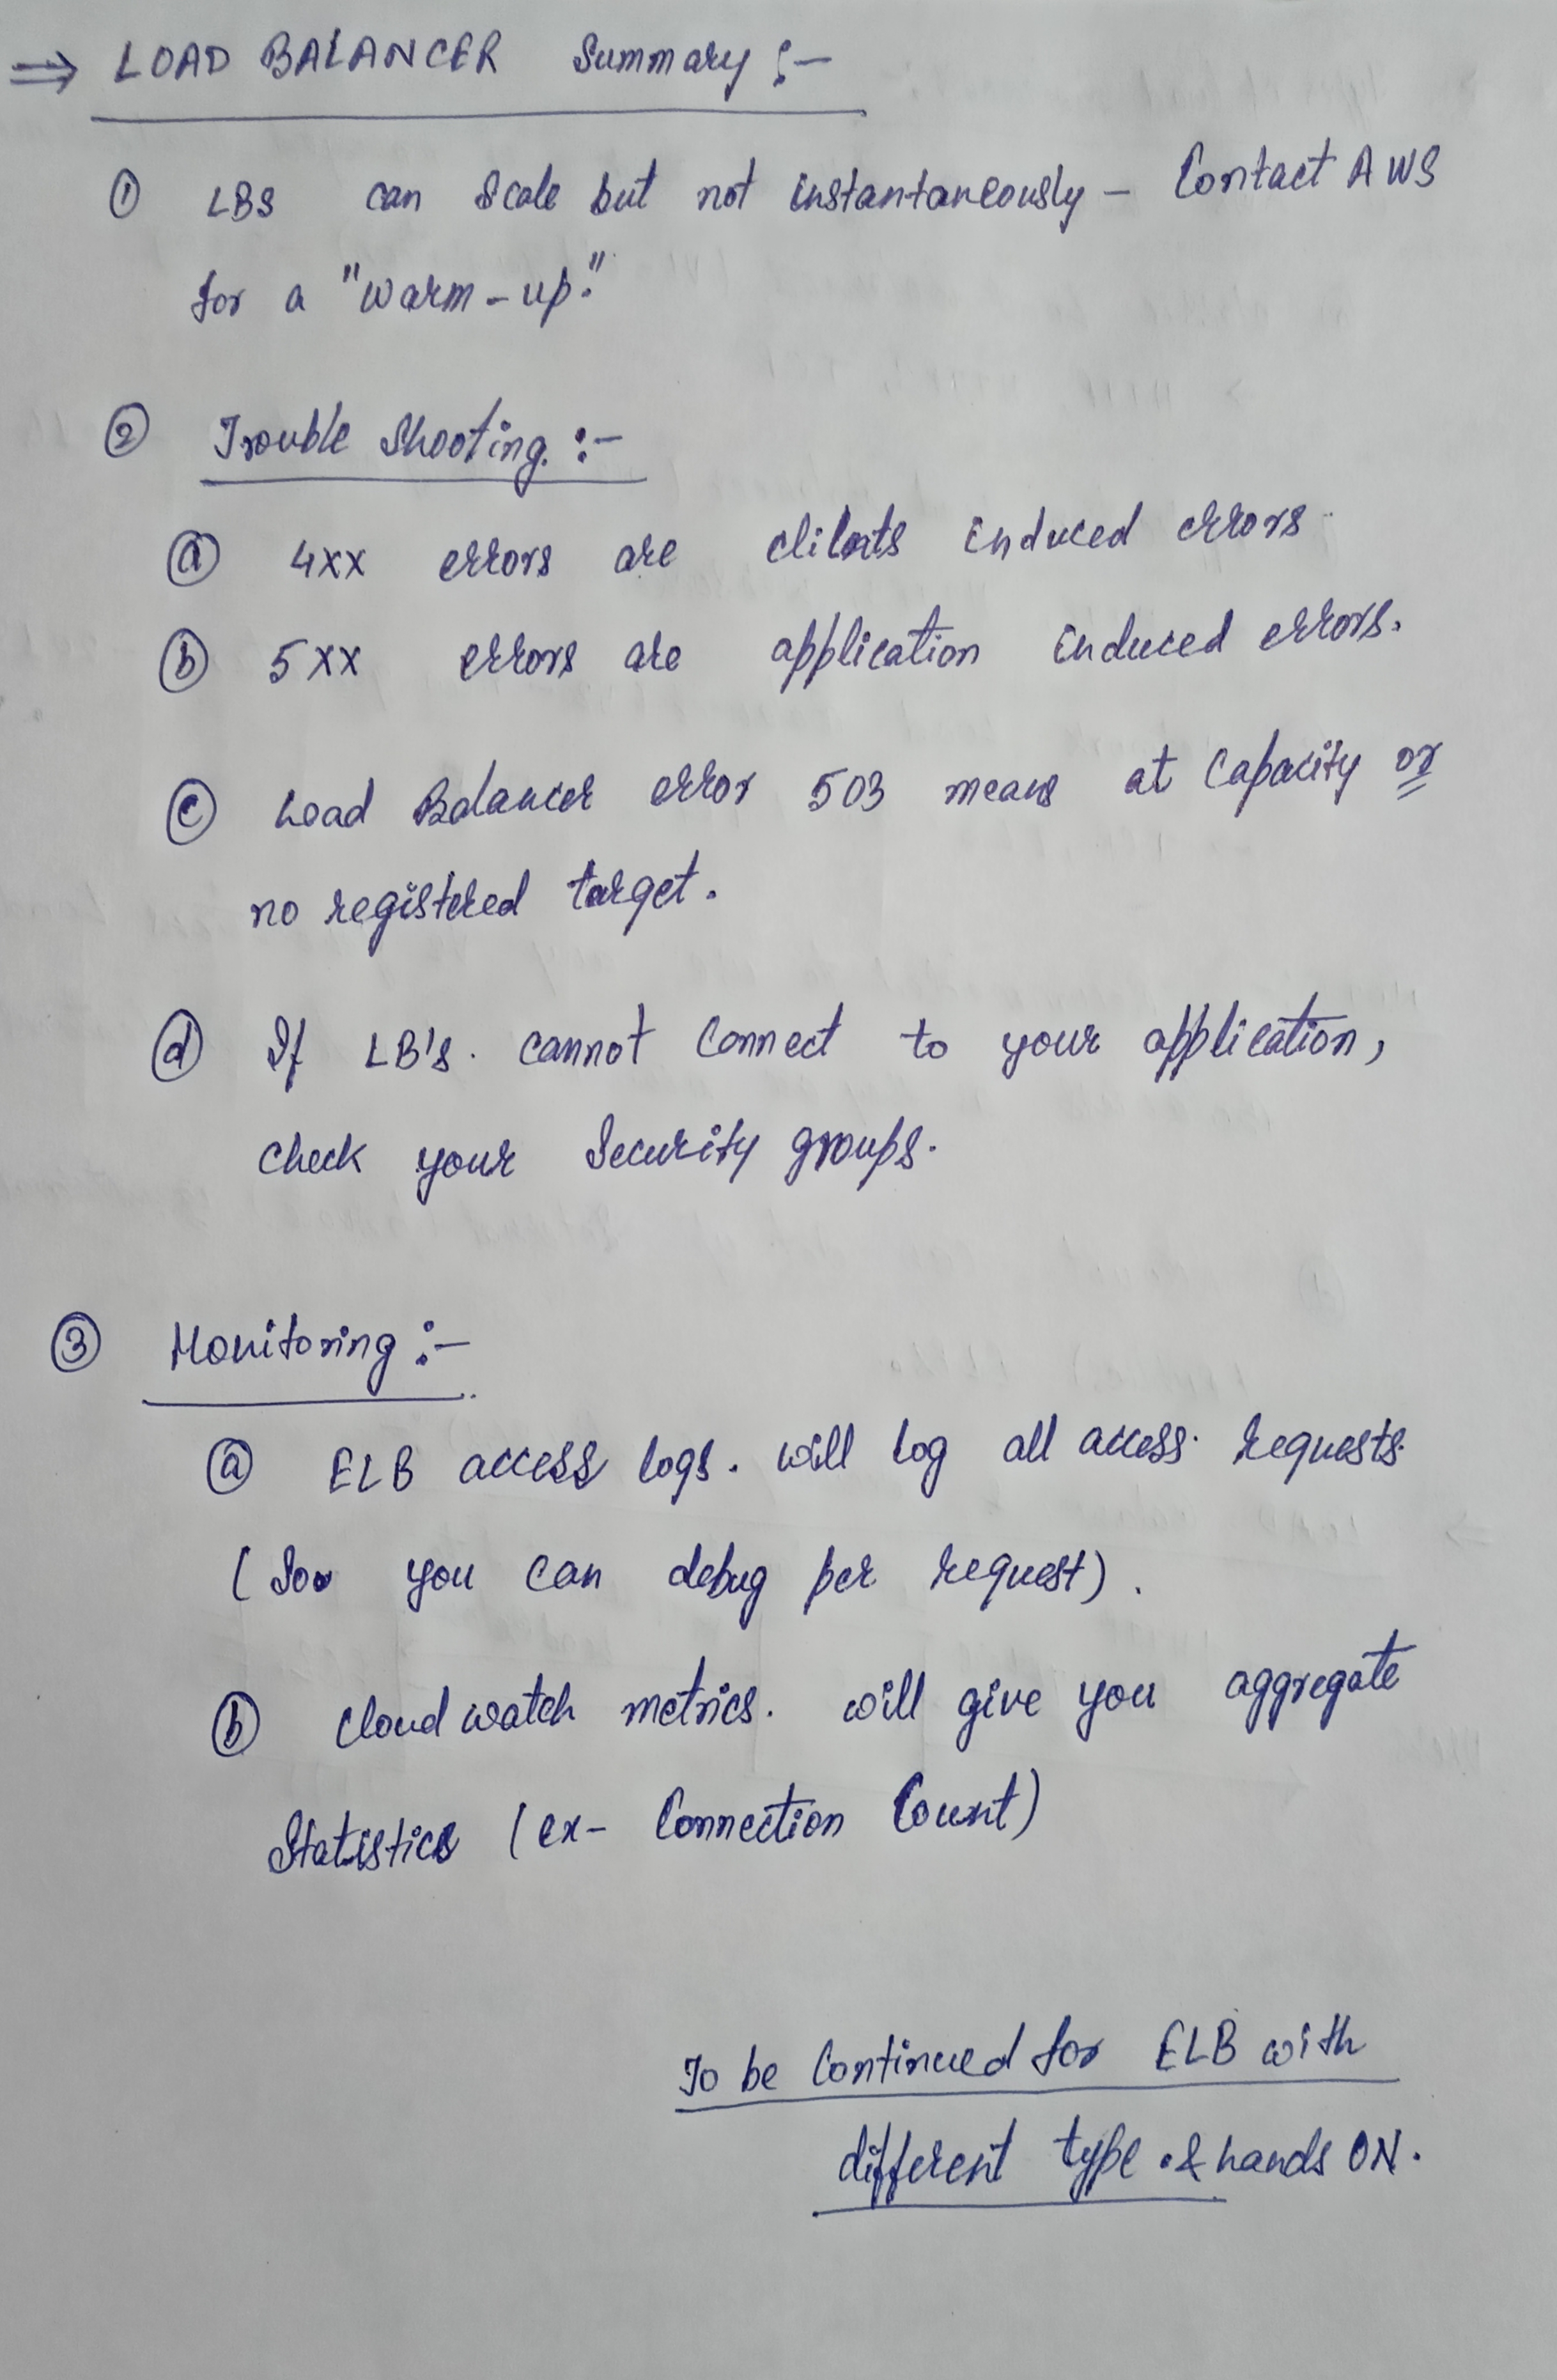 ⇒ LOAD BALANCER Summary :-
① LBs can Scale but not instantaneously - Contact AWS
for a "warm-up."
② Trouble Shooting. :-
ⓐ 4xx errors are clients induced errors
ⓑ 5xx errors are application induced errors.
ⓒ Load Balancer error 503 means at Capacity or
no registered target.
ⓓ If LB's. cannot Connect to your application,
Check your Security groups.
③ Monitoring :-
ⓐ ELB access logs. will log all access. requests
( So you can debug per request).
ⓑ Cloud watch metrics. will give you aggregate
Statistics (ex- Connection Count)
To be Continued for ELB with
different type. & hands ON.